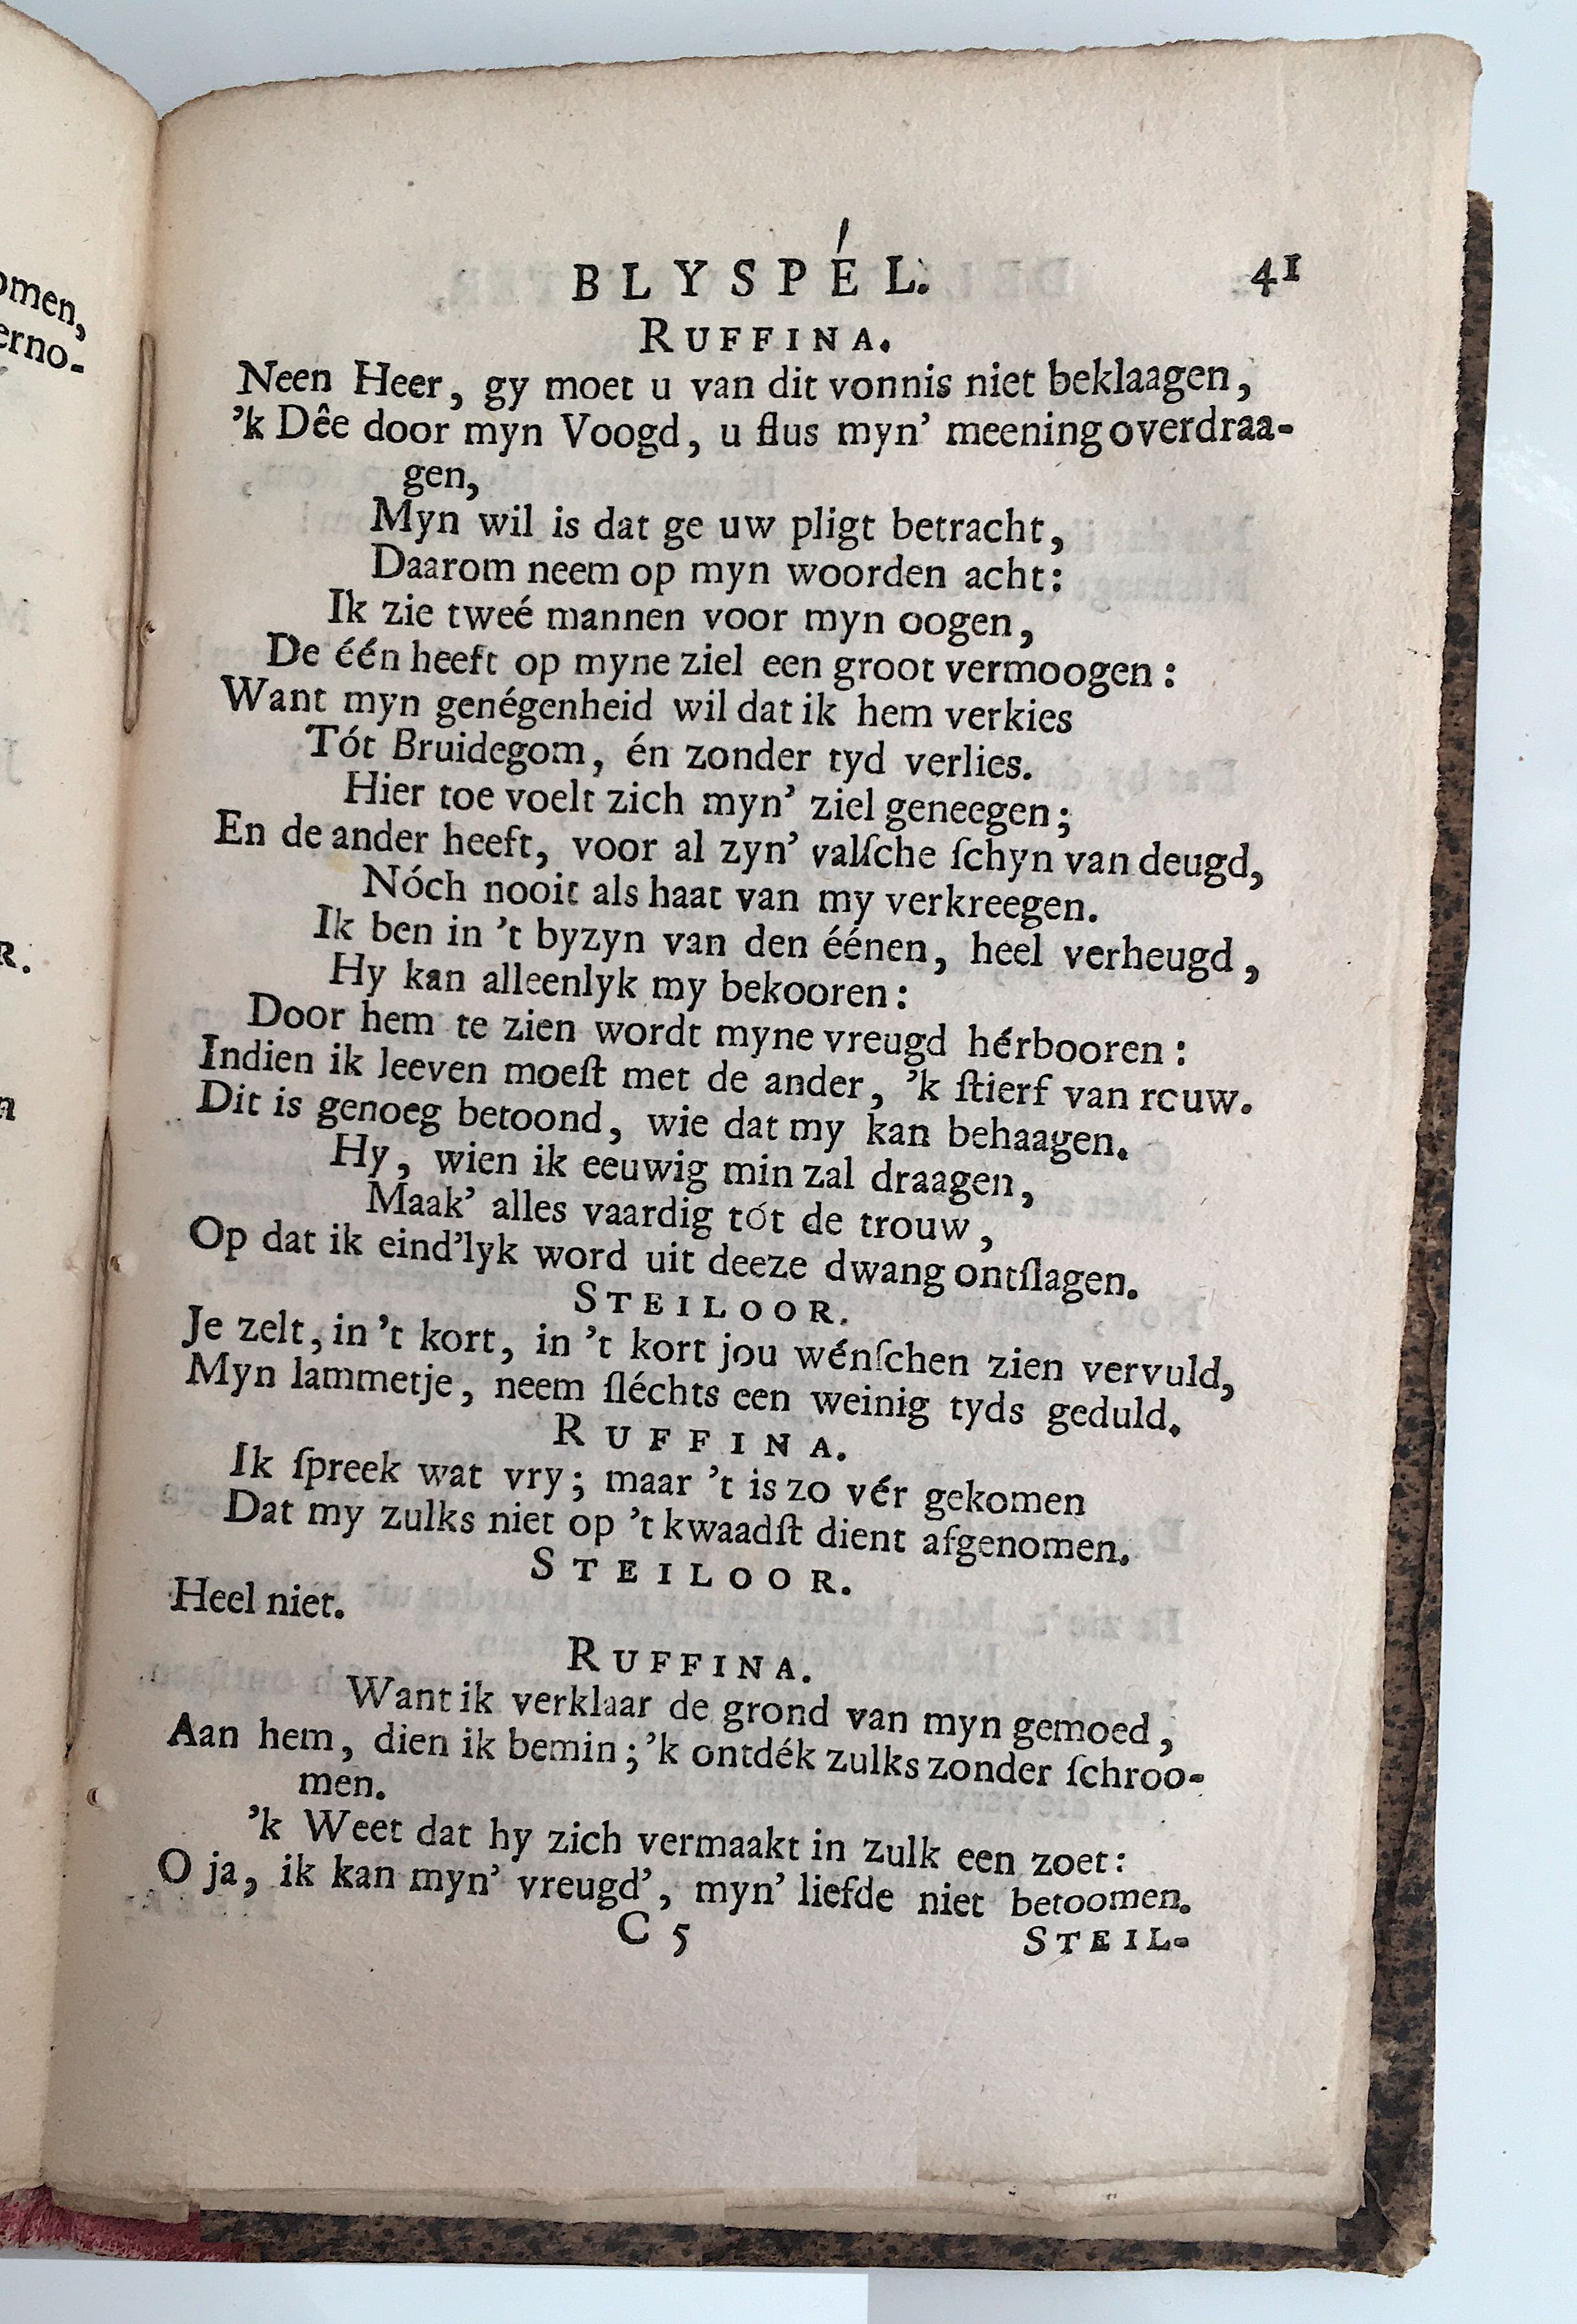 omen,
erno-
R.
n
BLYSPÉL. 41
RUFFINA.
Neen Heer, gy moet u van dit vonnis niet beklaagen,
'k Dêe door myn Voogd, u flus myn' meening overdraa-
gen,
Myn wil is dat ge uw pligt betracht,
Daarom neem op myn woorden acht:
Ik zie tweé mannen voor myn oogen,
De één heeft op myne ziel een groot vermoogen:
Want myn genégenheid wil dat ik hem verkies
Tót Bruidegom, én zonder tyd verlies.
Hier toe voelt zich myn' ziel geneegen;
En de ander heeft, voor al zyn' valſche ſchyn van deugd,
Nóch nooit als haat van my verkreegen.
Ik ben in 't byzyn van den éénen, heel verheugd,
Hy kan alleenlyk my bekooren:
Door hem te zien wordt myne vreugd hérbooren:
Indien ik leeven moeſt met de ander, 'k ſtierf van rouw.
Dit is genoeg betoond, wie dat my kan behaagen.
Hy, wien ik eeuwig min zal draagen,
Maak' alles vaardig tót de trouw,
Op dat ik eind'lyk word uit deeze dwang ontſlagen.
STEILOOR.
Je zelt, in 't kort, in 't kort jou wénſchen zien vervuld,
Myn lammetje, neem ſléchts een weinig tyds geduld.
RUFFINA.
Ik ſpreek wat vry; maar 't is zo vér gekomen
Dat my zulks niet op 't kwaadſt dient afgenomen.
STEILOOR.
Heel niet.
RUFFINA.
Want ik verklaar de grond van myn gemoed,
Aan hem, dien ik bemin; 'k ontdék zulks zonder ſchroo-
men.
'k Weet dat hy zich vermaakt in zulk een zoet:
O ja, ik kan myn' vreugd', myn' liefde niet betoomen.
C 5 STEIL-